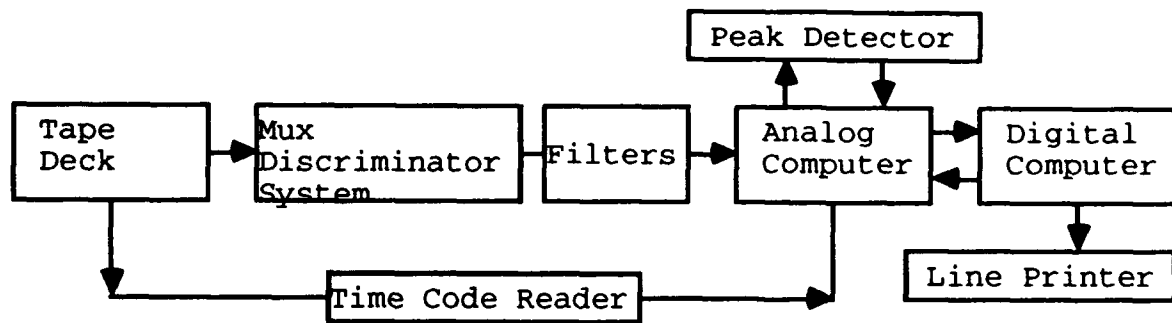 Peak Detector
Tape
Deck
Mux
Discriminator
System
Filters
Analog
Computer
Digital
Computer
Line Printer
Time Code Reader